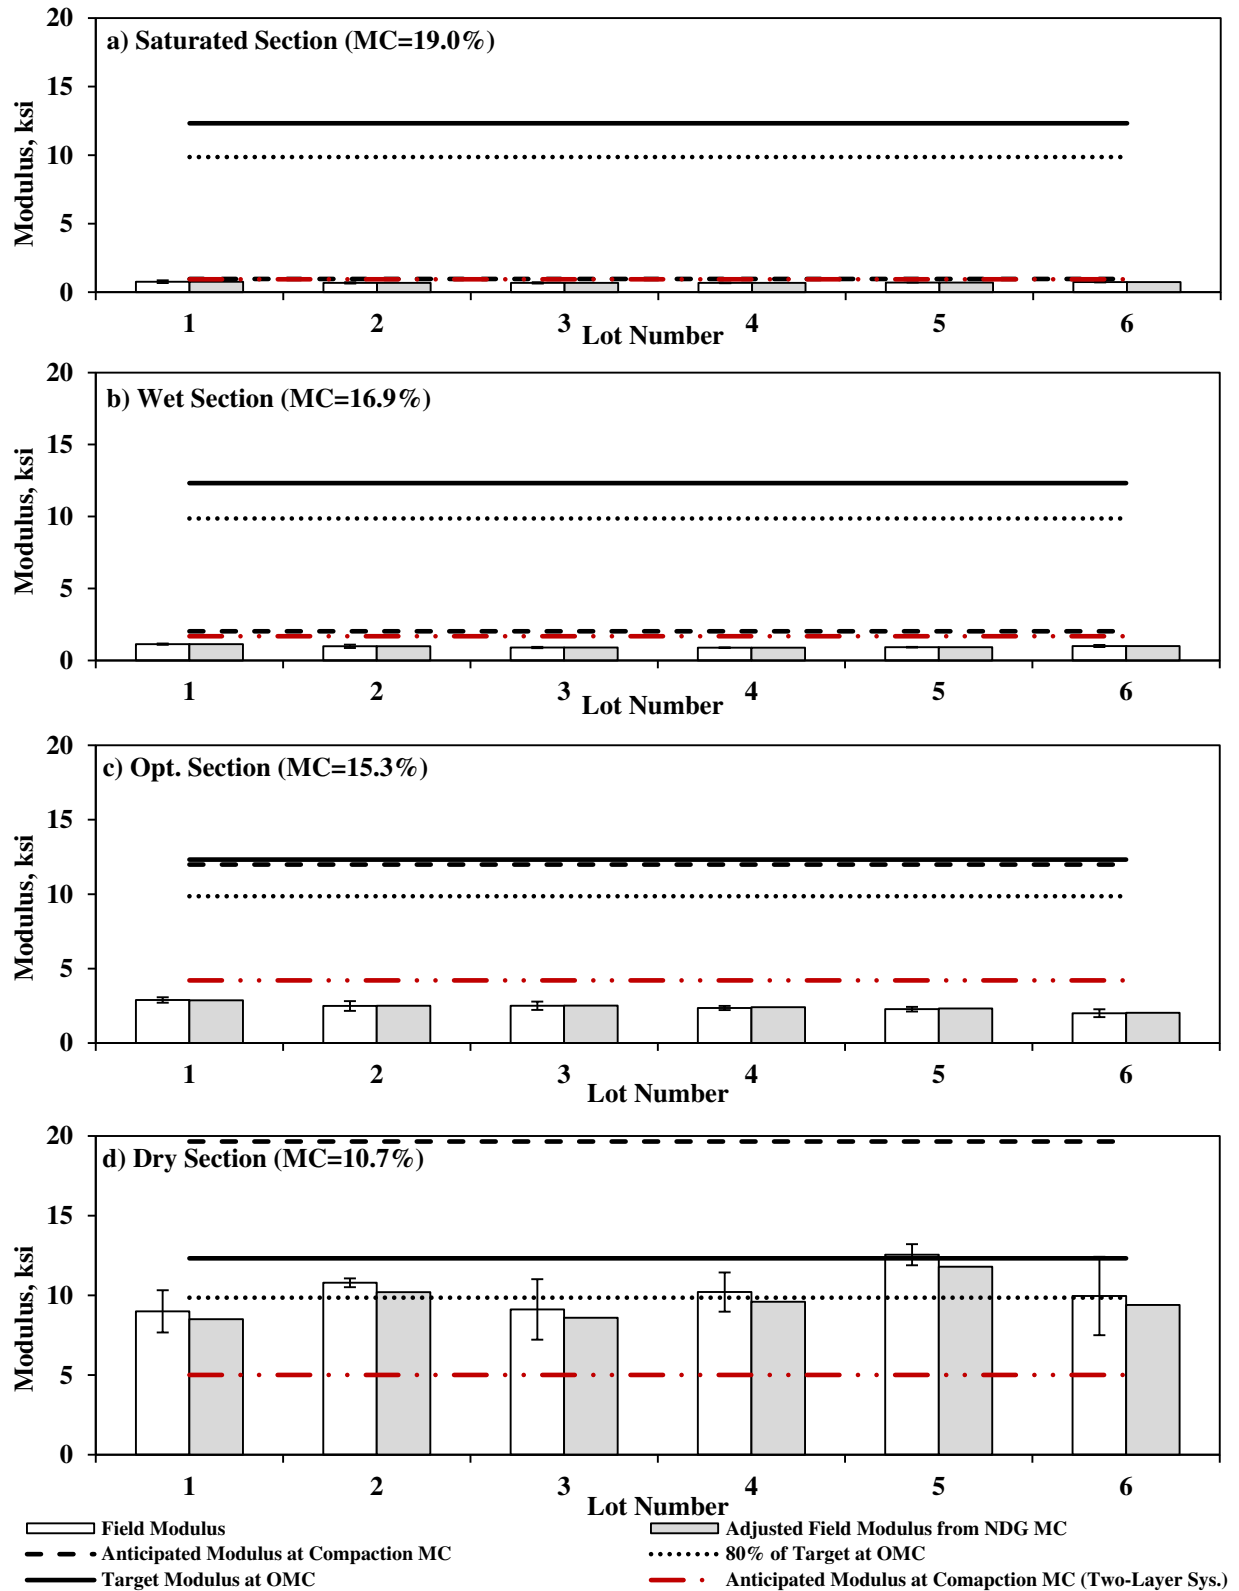 20
a) Saturated Section (MC=19.0%)
15
10
5
0
Modulus, ksi
1 2 3 4 5 6
Lot Number
20
b) Wet Section (MC=16.9%)
15
10
5
0
Modulus, ksi
1 2 3 4 5 6
Lot Number
20
c) Opt. Section (MC=15.3%)
15
10
5
0
Modulus, ksi
1 2 3 4 5 6
Lot Number
20
d) Dry Section (MC=10.7%)
15
10
5
0
Modulus, ksi
1 2 3 4 5 6
Lot Number
Field Modulus
Adjusted Field Modulus from NDG MC
Anticipated Modulus at Compaction MC
80% of Target at OMC
Target Modulus at OMC
Anticipated Modulus at Comapction MC (Two-Layer Sys.)